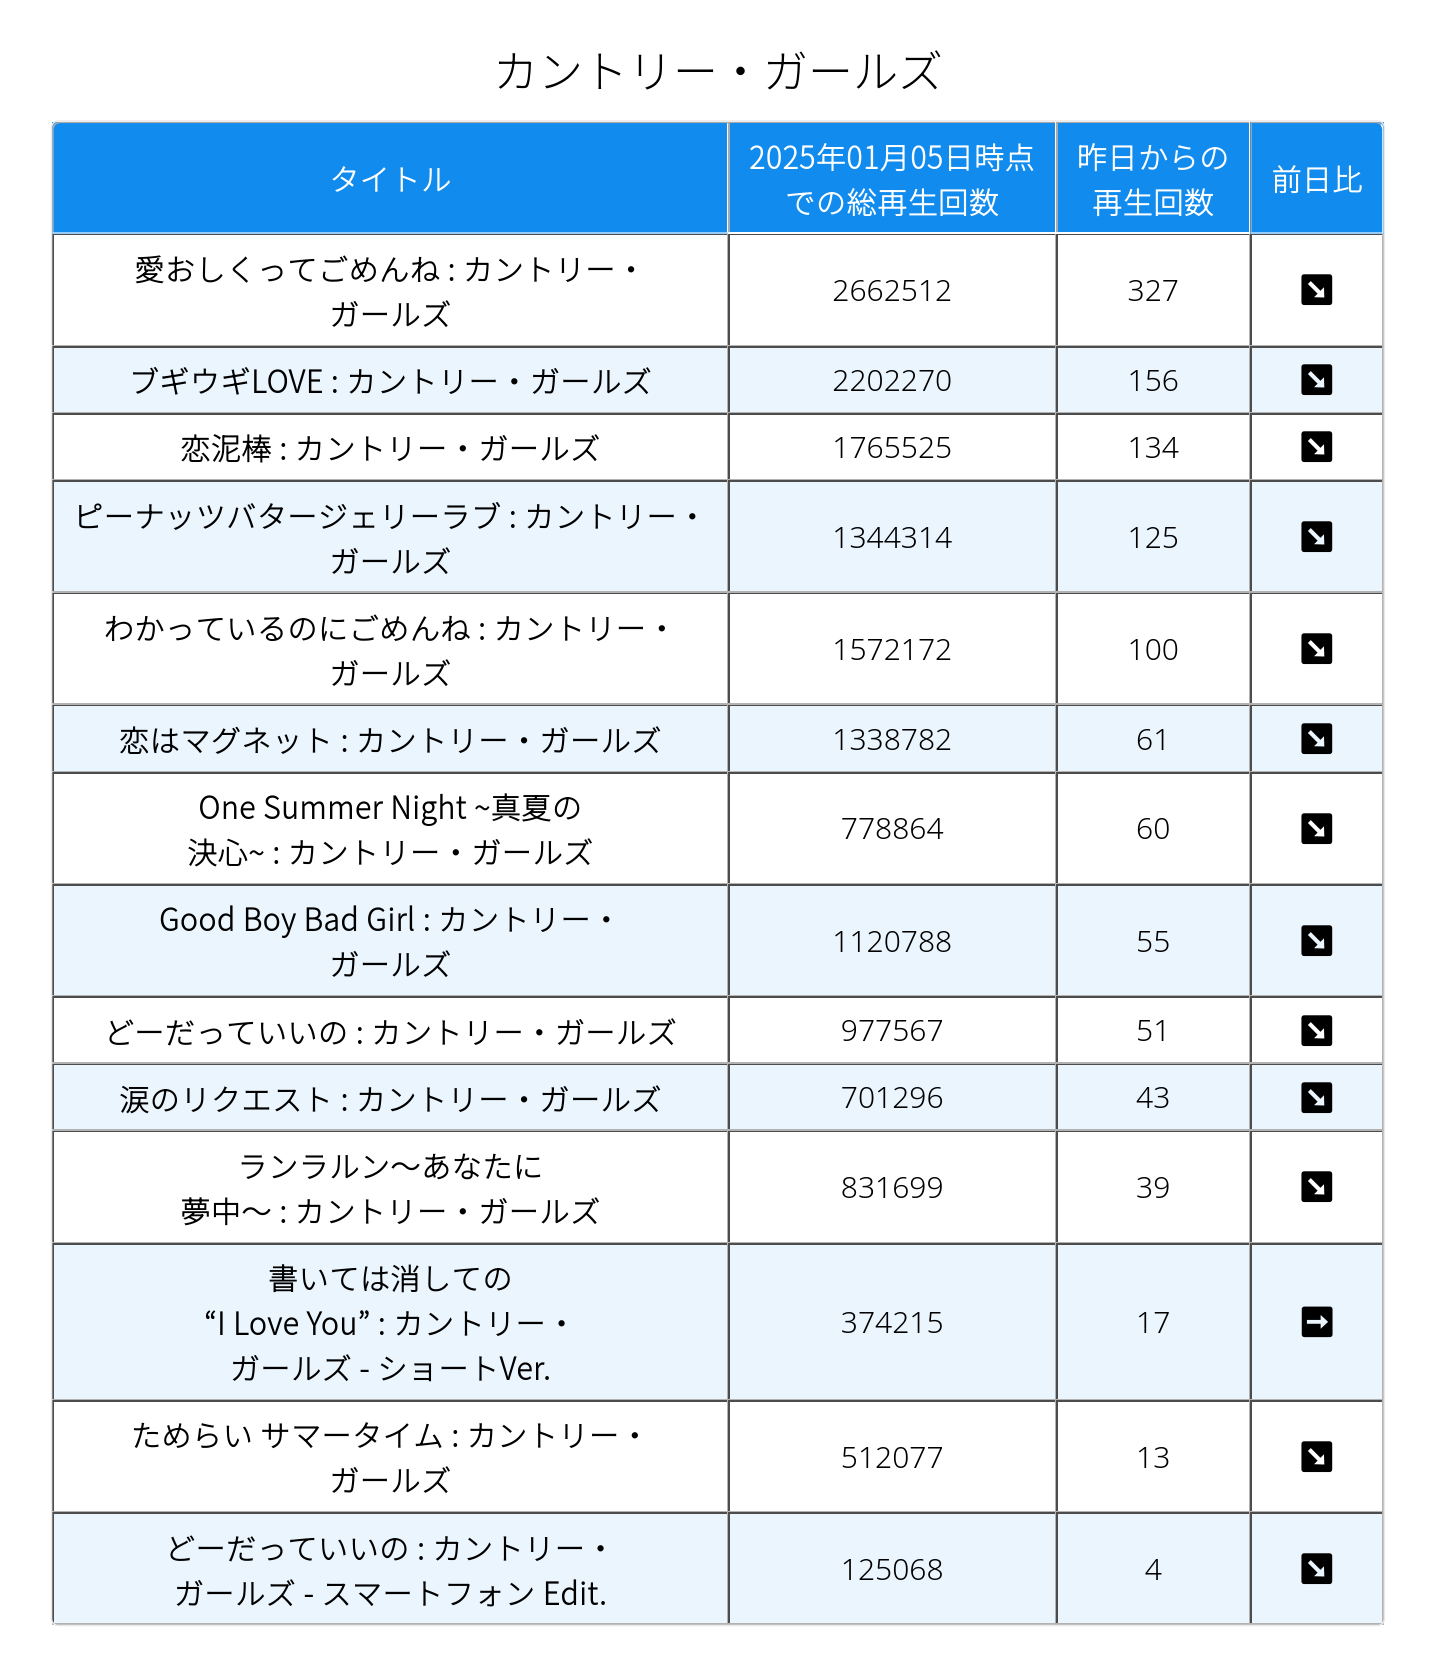 カントリー・ガールズ
タイトル
2025年01月05日時点
での総再生回数
昨日からの
再生回数
前日比
愛おしくってごめんね : カントリー・
ガールズ
2662512
327
ブギウギLOVE : カントリー・ガールズ
2202270
156
恋泥棒 : カントリー・ガールズ
1765525
134
ピーナッツバタージェリーラブ : カントリー・
ガールズ
1344314
125
わかっているのにごめんね : カントリー・
ガールズ
1572172
100
恋はマグネット : カントリー・ガールズ
1338782
61
One Summer Night ~真夏の
決心~ : カントリー・ガールズ
778864
60
Good Boy Bad Girl : カントリー・
ガールズ
1120788
55
どーだっていいの : カントリー・ガールズ
977567
51
涙のリクエスト : カントリー・ガールズ
701296
43
ランラルン～あなたに
夢中～ : カントリー・ガールズ
831699
39
書いては消しての
“I Love You” : カントリー・
ガールズ - ショートVer.
374215
17
ためらい サマータイム : カントリー・
ガールズ
512077
13
どーだっていいの : カントリー・
ガールズ - スマートフォン Edit.
125068
4